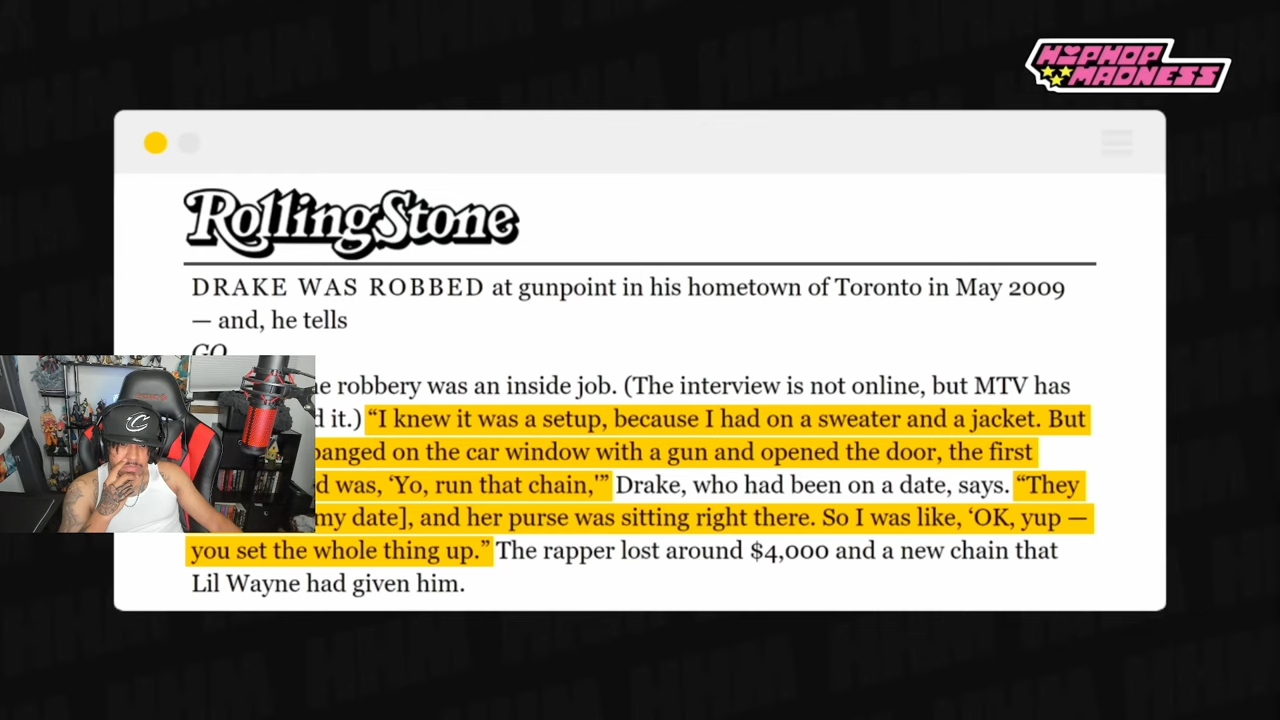 HIPHOP
MADNESS
RollingStone
DRAKE WAS ROBBED at gunpoint in his hometown of Toronto in May 2009
— and, he tells
GQ
robbery was an inside job. (The interview is not online, but MTV has
it.) “I knew it was a setup, because I had on a sweater and a jacket. But
banged on the car window with a gun and opened the door, the first
was, ‘Yo, run that chain,’” Drake, who had been on a date, says. “They
my date], and her purse was sitting right there. So I was like, ‘OK, yup —
you set the whole thing up.” The rapper lost around $4,000 and a new chain that
Lil Wayne had given him.